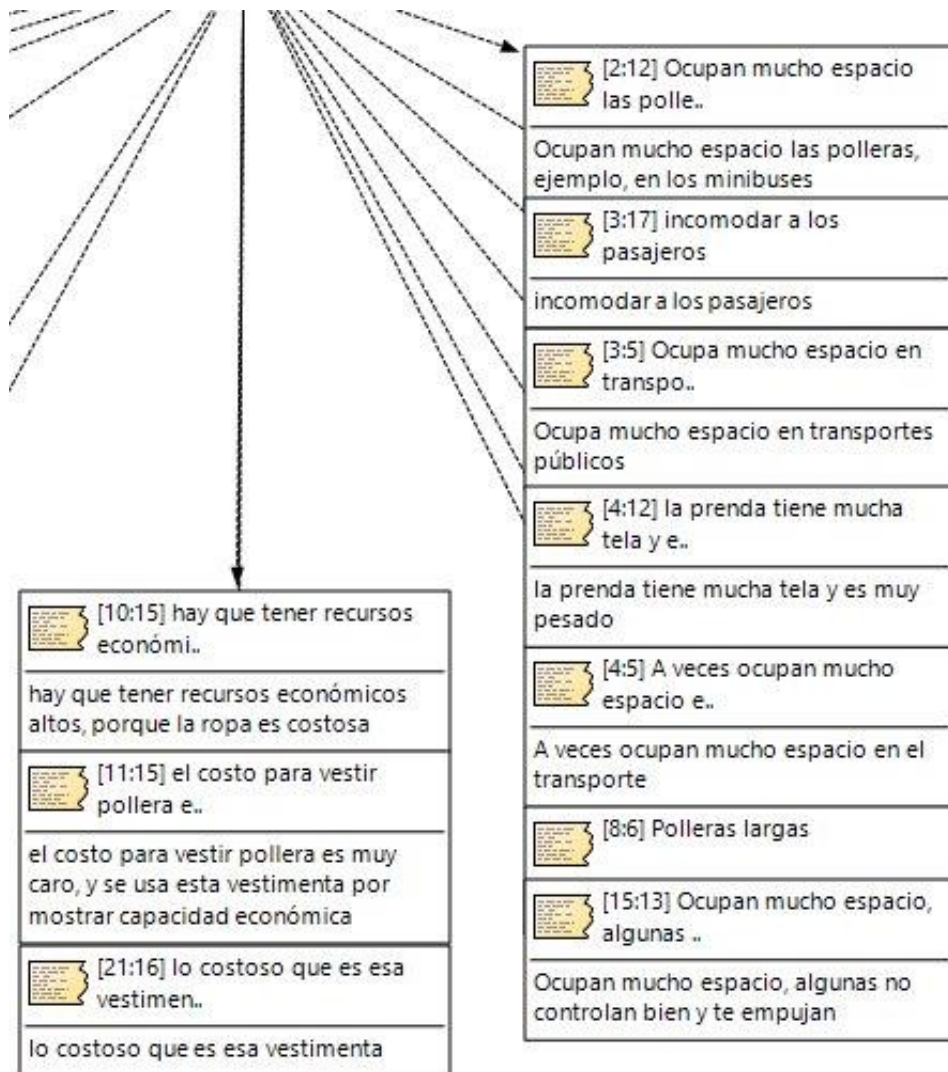 [2:12] Ocupan mucho espacio
las polle..
Ocupan mucho espacio las polleras,
ejemplo, en los minibuses
[3:17] incomodar a los
pasajeros
incomodar a los pasajeros
[3:5] Ocupa mucho espacio en
transpo..
Ocupa mucho espacio en transportes
públicos
[4:12] la prenda tiene mucha
tela y e..
la prenda tiene mucha tela y es muy
pesado
[4:5] A veces ocupan mucho
espacio e..
A veces ocupan mucho espacio en el
transporte
[8:6] Polleras largas
[15:13] Ocupan mucho espacio,
algunas ..
Ocupan mucho espacio, algunas no
controlan bien y te empujan
[10:15] hay que tener recursos
económi..
hay que tener recursos económicos
altos, porque la ropa es costosa
[11:15] el costo para vestir
pollera e..
el costo para vestir pollera es muy
caro, y se usa esta vestimenta por
mostrar capacidad económica
[21:16] lo costoso que es esa
vestimen..
lo costoso que es esa vestimenta